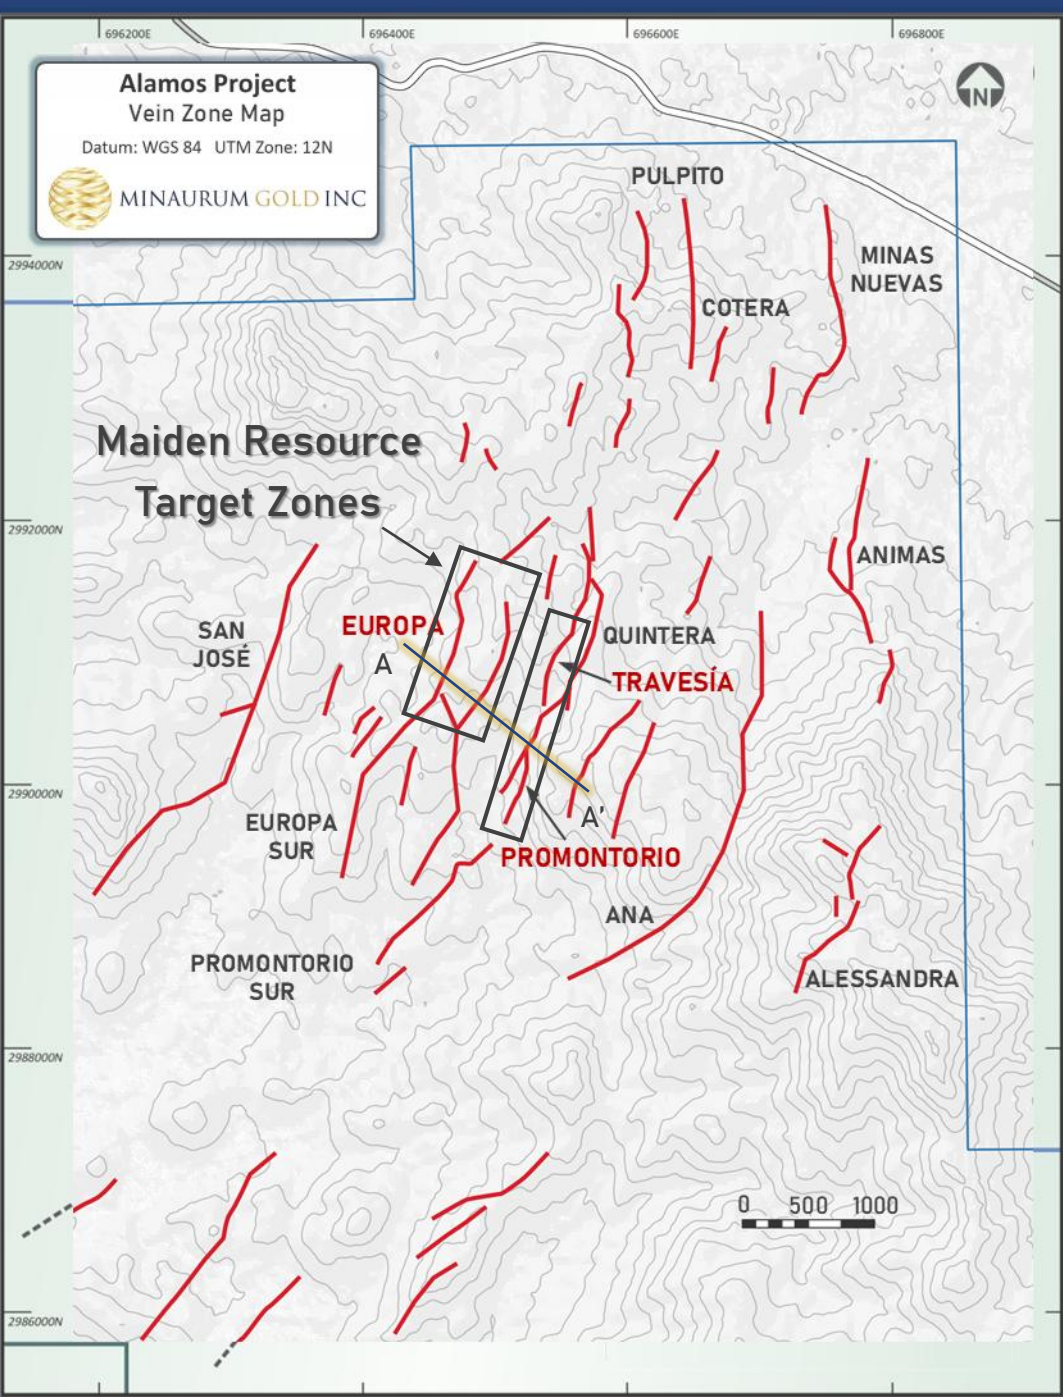 696200E
696400E
696600E
696800E
Alamos Project
Vein Zone Map
Datum: WGS 84 UTM Zone: 12N
MINAURUM GOLD INC
N
PULPITO
MINAS
NUEVAS
2994000N
COTERA
Maiden Resource
Target Zones
2992000N
ANIMAS
SAN
JOSÉ
EUROPA
A
QUINTERA
TRAVESÍA
2990000N
A'
EUROPA
SUR
PROMONTORIO
ANA
PROMONTORIO
SUR
ALESSANDRA
2988000N
0 500 1000
2986000N